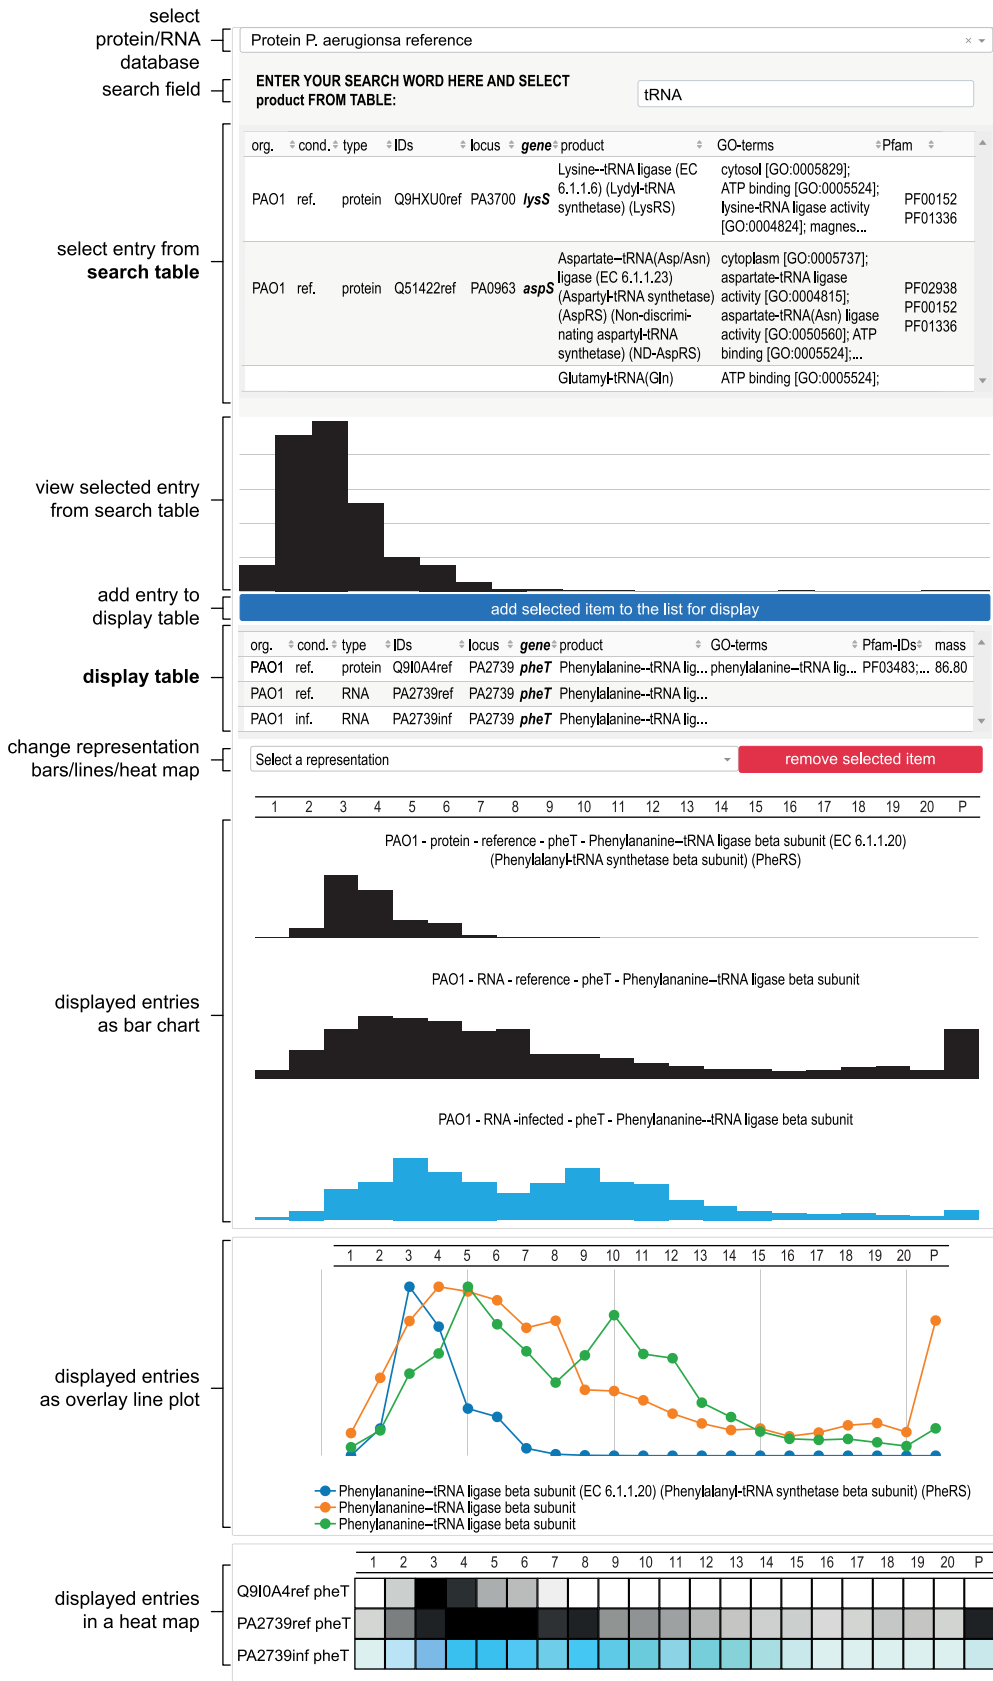 select
protein/RNA
database
Protein P. aerugionsa reference × 
search field
ENTER YOUR SEARCH WORD HERE AND SELECT
product FROM TABLE:
tRNA
org. cond. type IDs locus gene product GO-terms Pfam
select entry from
search table
PAO1 ref. protein Q9HXU0ref PA3700 lysS
Lysine--tRNA ligase (EC
6.1.1.6) (Lydyl-tRNA
synthetase) (LysRS)
cytosol [GO:0005829];
ATP binding [GO:0005524];
lysine-tRNA ligase activity
[GO:0004824]; magnes...
PF00152
PF01336
PAO1 ref. protein Q51422ref PA0963 aspS
Aspartate--tRNA(Asp/Asn)
ligase (EC 6.1.1.23)
(Aspartyl-tRNA synthetase)
(AspRS) (Non-discrimi-
nating aspartyl-tRNA
synthetase) (ND-AspRS)
cytoplasm [GO:0005737];
aspartate-tRNA ligase
activity [GO:0004815];
aspartate-tRNA(Asn) ligase
activity [GO:0050560]; ATP
binding [GO:0005524];...
PF02938
PF00152
PF01336
Glutamyl-tRNA(Gln) ATP binding [GO:0005524];
view selected entry
from search table
add entry to
display table
add selected item to the list for display
display table
org. cond. type IDs locus gene product GO-terms Pfam-IDs mass
PAO1 ref. protein Q9I0A4ref PA2739 pheT Phenylalanine--tRNA lig... phenylalanine--tRNA lig... PF03483;... 86.80
PAO1 ref. RNA PA2739ref PA2739 pheT Phenylalanine--tRNA lig...
PAO1 inf. RNA PA2739inf PA2739 pheT Phenylalanine--tRNA lig...
change representation
bars/lines/heat map
Select a representation
remove selected item
1 2 3 4 5 6 7 8 9 10 11 12 13 14 15 16 17 18 19 20 P
displayed entries
as bar chart
PAO1 - protein - reference - pheT - Phenylananine--tRNA ligase beta subunit (EC 6.1.1.20)
(Phenylalanyl-tRNA synthetase beta subunit) (PheRS)
PAO1 - RNA - reference - pheT - Phenylananine--tRNA ligase beta subunit
PAO1 - RNA -infected - pheT - Phenylananine--tRNA ligase beta subunit
displayed entries
as overlay line plot
1 2 3 4 5 6 7 8 9 10 11 12 13 14 15 16 17 18 19 20 P
Phenylananine--tRNA ligase beta subunit (EC 6.1.1.20) (Phenylalanyl-tRNA synthetase beta subunit) (PheRS)
Phenylananine--tRNA ligase beta subunit
Phenylananine--tRNA ligase beta subunit
displayed entries
in a heat map
1 2 3 4 5 6 7 8 9 10 11 12 13 14 15 16 17 18 19 20 P
Q9I0A4ref pheT
PA2739ref pheT
PA2739inf pheT